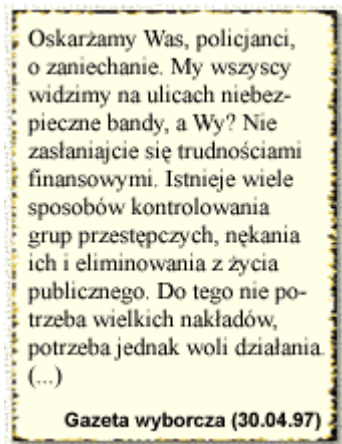 Oskarżamy Was, policjanci,
o zaniechanie. My wszyscy
widzimy na ulicach niebez-
pieczne bandy, a Wy? Nie
zasłaniajcie się trudnościami
finansowymi. Istnieje wiele
sposobów kontrolowania
grup przestępczych, nękania
ich i eliminowania z życia
publicznego. Do tego nie po-
trzeba wielkich nakładów,
potrzeba jednak woli działania.
(...)
Gazeta wyborcza (30.04.97)